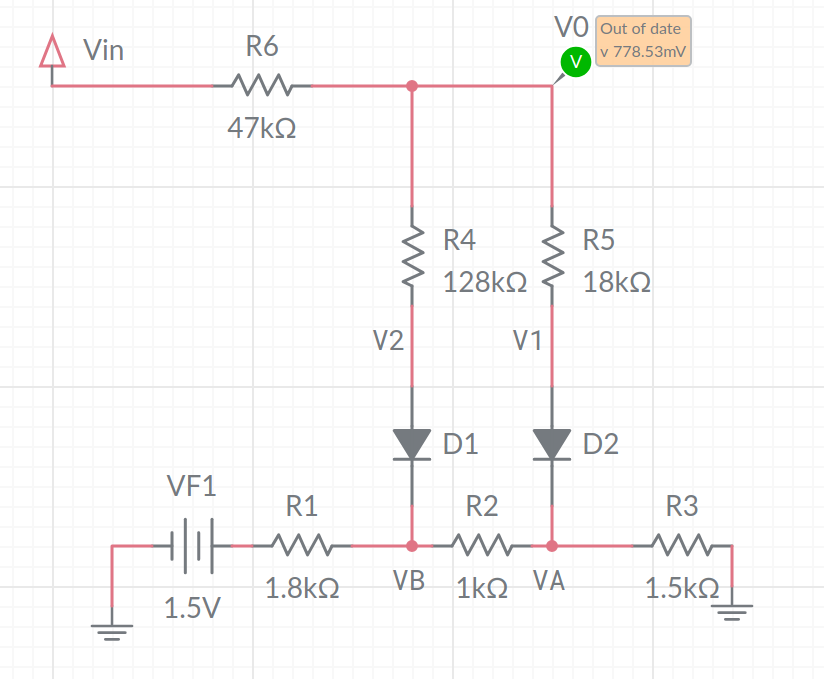 V0
Out of date
v 778.53mV
V
Vin
R6
47kΩ
R4
128kΩ
R5
18kΩ
V2
V1
D1
D2
VF1
1.5V
R1
1.8kΩ
R2
1kΩ
R3
1.5kΩ
VB
VA